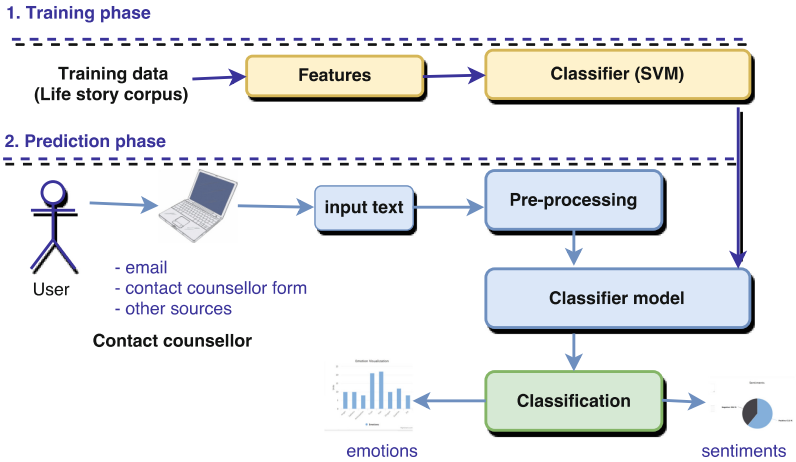 1. Training phase
Training data
(Life story corpus)
Features
Classifier (SVM)
2. Prediction phase
input text
Pre-processing
User
- email
- contact counsellor form
- other sources
Classifier model
Contact counsellor
Classification
emotions
sentiments